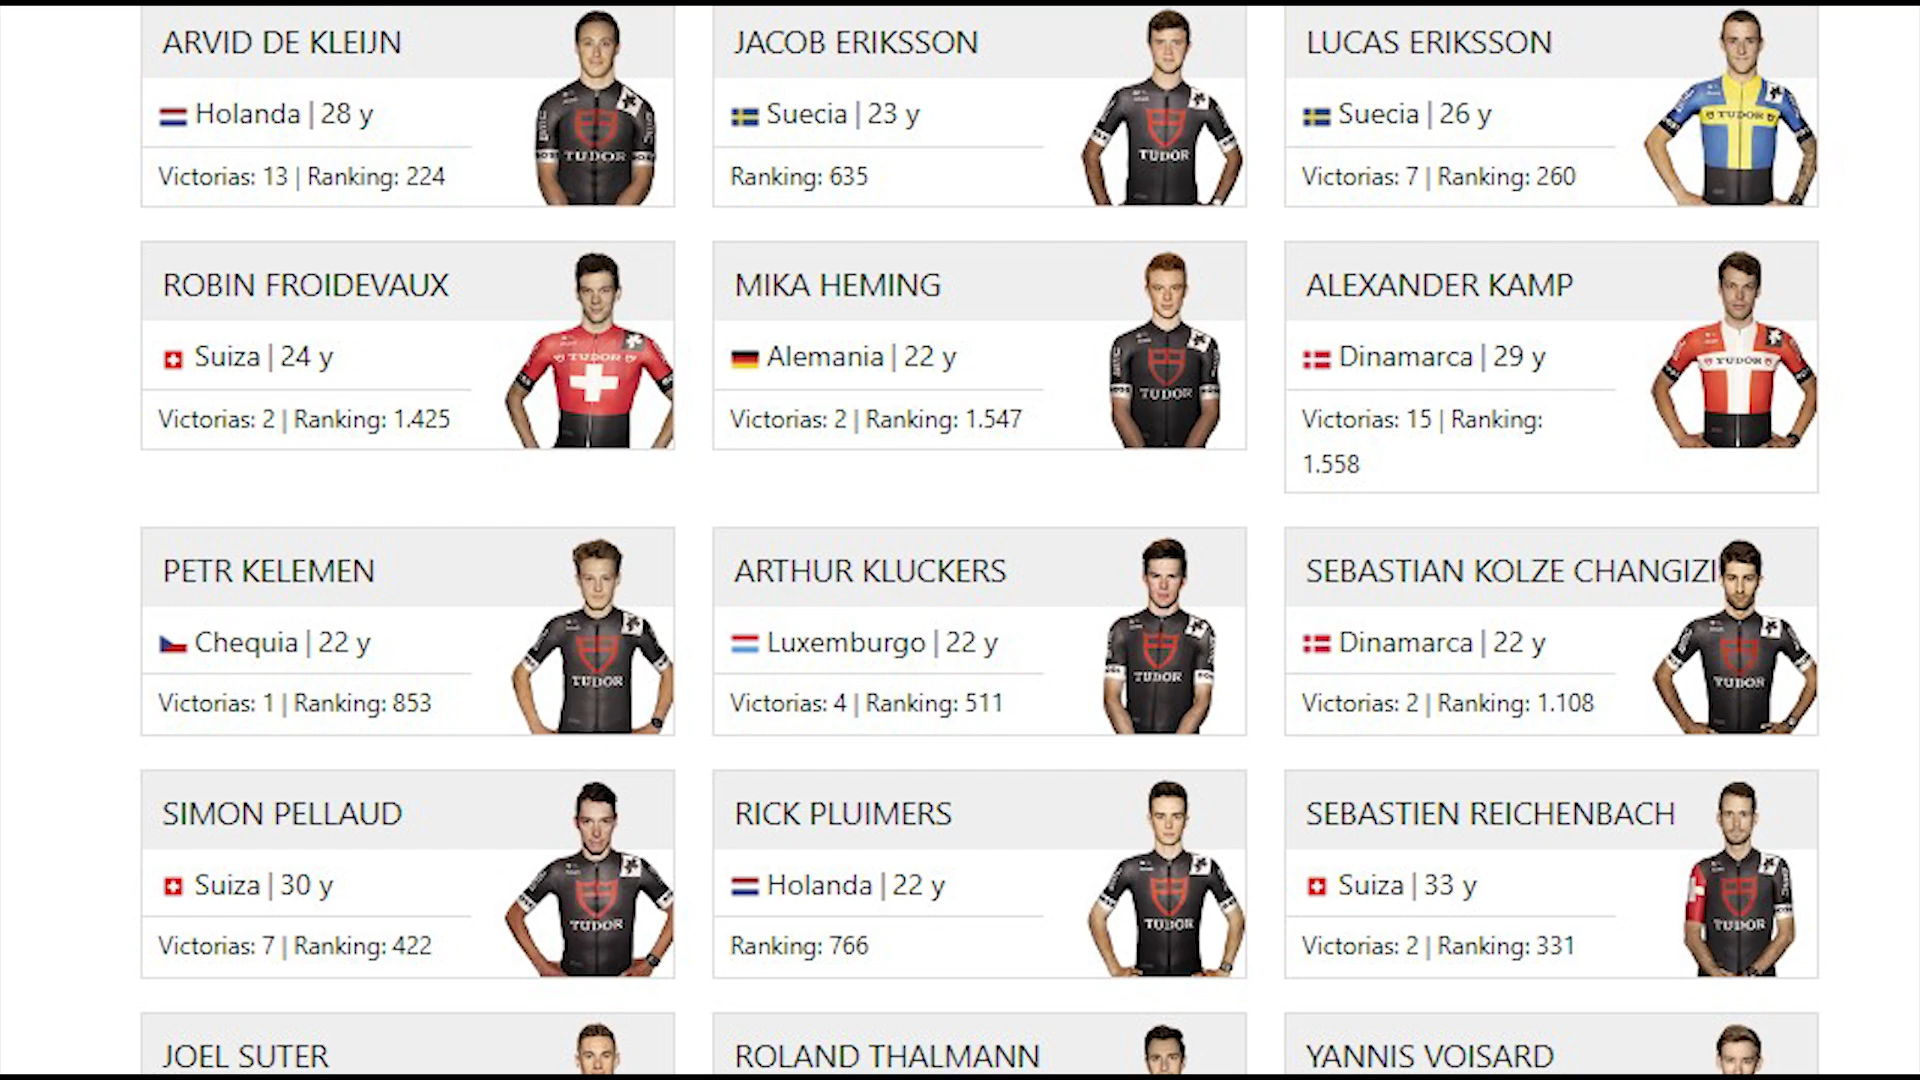 ARVID DE KLEIJN
Holanda | 28 y
Victorias: 13 | Ranking: 224
TUDOR
JACOB ERIKSSON
Suecia | 23 y
Ranking: 635
TUDOR
LUCAS ERIKSSON
Suecia | 26 y
Victorias: 7 | Ranking: 260
TUDOR
ROBIN FROIDEVAUX
Suiza | 24 y
Victorias: 2 | Ranking: 1.425
TUDOR
MIKA HEMING
Alemania | 22 y
Victorias: 2 | Ranking: 1.547
TUDOR
ALEXANDER KAMP
Dinamarca | 29 y
Victorias: 15 | Ranking:
1.558
TUDOR
PETR KELEMEN
Chequia | 22 y
Victorias: 1 | Ranking: 853
TUDOR
ARTHUR KLUCKERS
Luxemburgo | 22 y
Victorias: 4 | Ranking: 511
TUDOR
SEBASTIAN KOLZE CHANGIZI
Dinamarca | 22 y
Victorias: 2 | Ranking: 1.108
TUDOR
SIMON PELLAUD
Suiza | 30 y
Victorias: 7 | Ranking: 422
TUDOR
RICK PLUIMERS
Holanda | 22 y
Ranking: 766
TUDOR
SEBASTIEN REICHENBACH
Suiza | 33 y
Victorias: 2 | Ranking: 331
TUDOR
JOEL SUTER
ROLAND THALMANN
YANNIS VOISARD